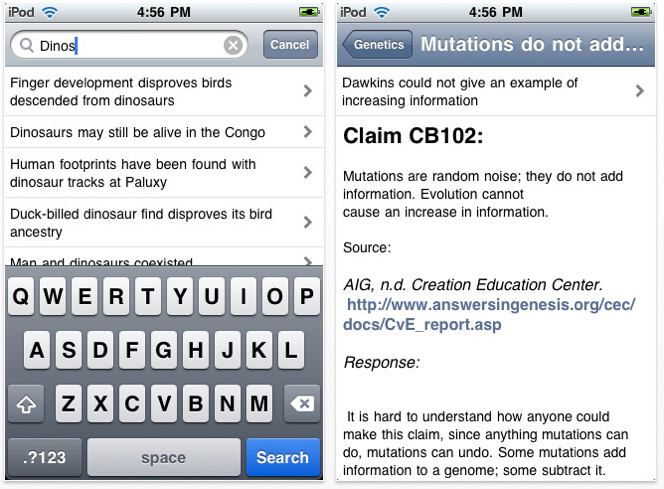 iPod 4:56 PM
Dinos Cancel
Finger development disproves birds
descended from dinosaurs
Dinosaurs may still be alive in the Congo
Human footprints have been found with
dinosaur tracks at Paluxy
Duck-billed dinosaur find disproves its bird
ancestry
Man and dinosaurs coexisted
Q W E R T Y U I O P
A S D F G H J K L
Z X C V B N M
.?123 space Search
iPod 4:56 PM
Genetics Mutations do not add...
Dawkins could not give an example of
increasing information
Claim CB102:
Mutations are random noise; they do not add
information. Evolution cannot
cause an increase in information.
Source:
AIG, n.d. Creation Education Center.
http://www.answersingenesis.org/cec/
docs/CvE_report.asp
Response:
It is hard to understand how anyone could
make this claim, since anything mutations can
do, mutations can undo. Some mutations add
information to a genome; some subtract it.